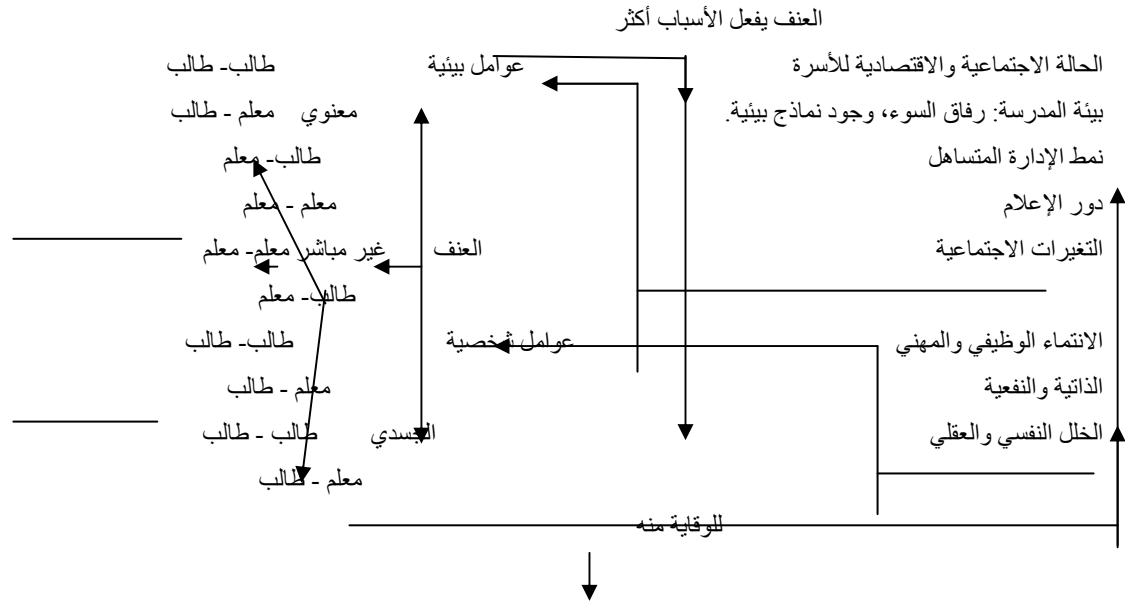 العنف يفعل الأسباب أكثر
الحالة الاجتماعية والاقتصادية للأسرة عوامل بيئية طالب- طالب
بيئة المدرسة: رفاق السوء، وجود نماذج بيئية. معنوي معلم - طالب
نمط الإدارة المتساهل طالب- معلم
دور الإعلام معلم - معلم
التغيرات الاجتماعية العنف غير مباشر معلم- معلم
طالب- معلم
الانتماء الوظيفي والمهني عوامل شخصية طالب- طالب
الذاتية والنفعية معلم - طالب
الخلل النفسي والعقلي الجسدي طالب - طالب
معلم - طالب
للوقاية منه